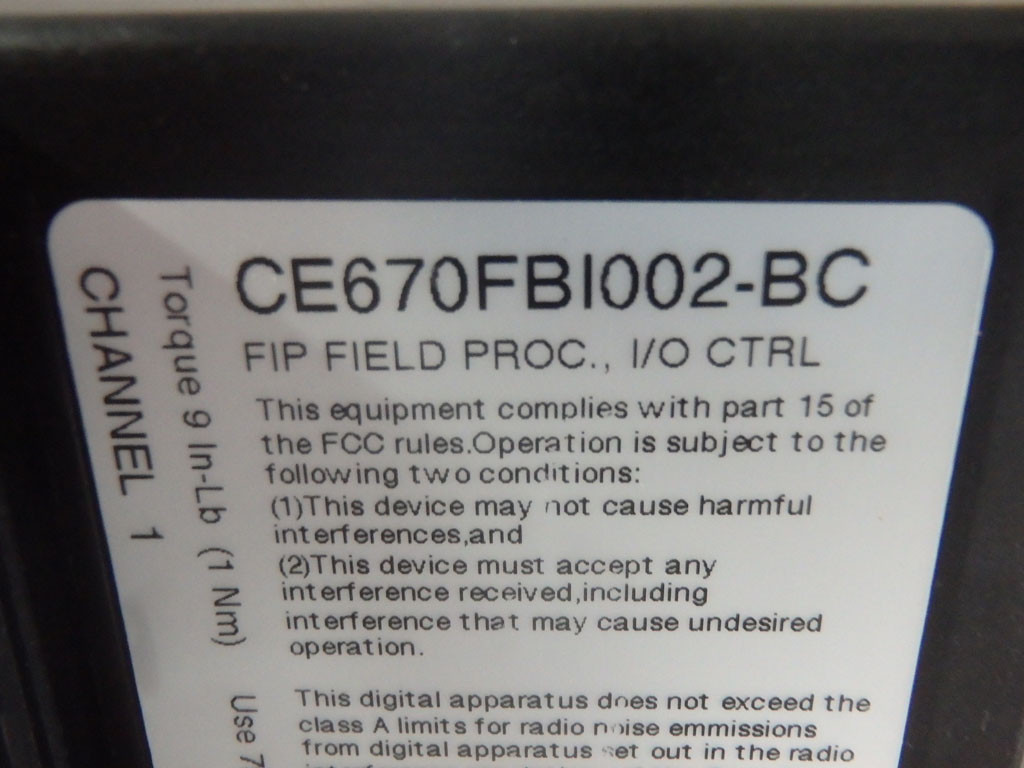 CE670FBI002-BC
FIP FIELD PROC., I/O CTRL
This equipment complies with part 15 of
the FCC rules.Operation is subject to the
following two conditions:
(1)This device may not cause harmful
interferences,and
(2)This device must accept any
interference received,including
interference that may cause undesired
operation.
This digital apparatus does not exceed the
class A limits for radio noise emmissions
from digital apparatus set out in the radio
Torque 9 In-Lb (1 Nm)
Use 7
CHANNEL 1